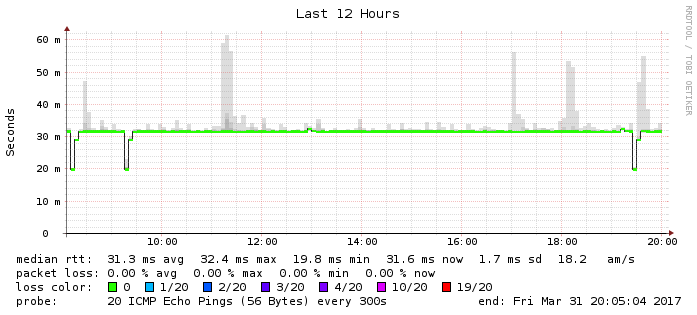 Last 12 Hours
RRDTOOL / TOBI OETIKER
Seconds
60 m
50 m
40 m
30 m
20 m
10 m
0
10:00 12:00 14:00 16:00 18:00 20:00
median rtt: 31.3 ms avg 32.4 ms max 19.8 ms min 31.6 ms now 1.7 ms sd 18.2 am/s
packet loss: 0.00 % avg 0.00 % max 0.00 % min 0.00 % now
loss color: 0 1/20 2/20 3/20 4/20 10/20 19/20
probe: 20 ICMP Echo Pings (56 Bytes) every 300s end: Fri Mar 31 20:05:04 2017